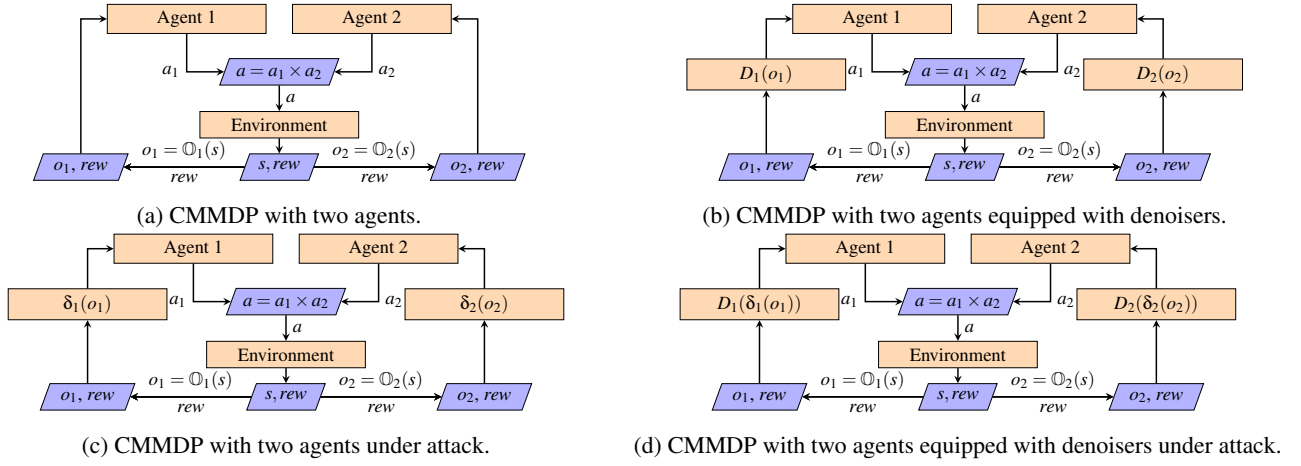 Agent 1
Agent 2
a₁
a = a₁ × a₂
a₂
a
Environment
o₁ = 𝕆₁(s)
o₂ = 𝕆₂(s)
o₁, rew
s, rew
o₂, rew
rew
rew
(a) CMMDP with two agents.
Agent 1
Agent 2
D₁(o₁)
a₁
a = a₁ × a₂
a₂
D₂(o₂)
a
Environment
o₁ = 𝕆₁(s)
o₂ = 𝕆₂(s)
o₁, rew
s, rew
o₂, rew
rew
rew
(b) CMMDP with two agents equipped with denoisers.
Agent 1
Agent 2
δ₁(o₁)
a₁
a = a₁ × a₂
a₂
δ₂(o₂)
a
Environment
o₁ = 𝕆₁(s)
o₂ = 𝕆₂(s)
o₁, rew
s, rew
o₂, rew
rew
rew
(c) CMMDP with two agents under attack.
Agent 1
Agent 2
D₁(δ₁(o₁))
a₁
a = a₁ × a₂
a₂
D₂(δ₂(o₂))
a
Environment
o₁ = 𝕆₁(s)
o₂ = 𝕆₂(s)
o₁, rew
s, rew
o₂, rew
rew
rew
(d) CMMDP with two agents equipped with denoisers under attack.